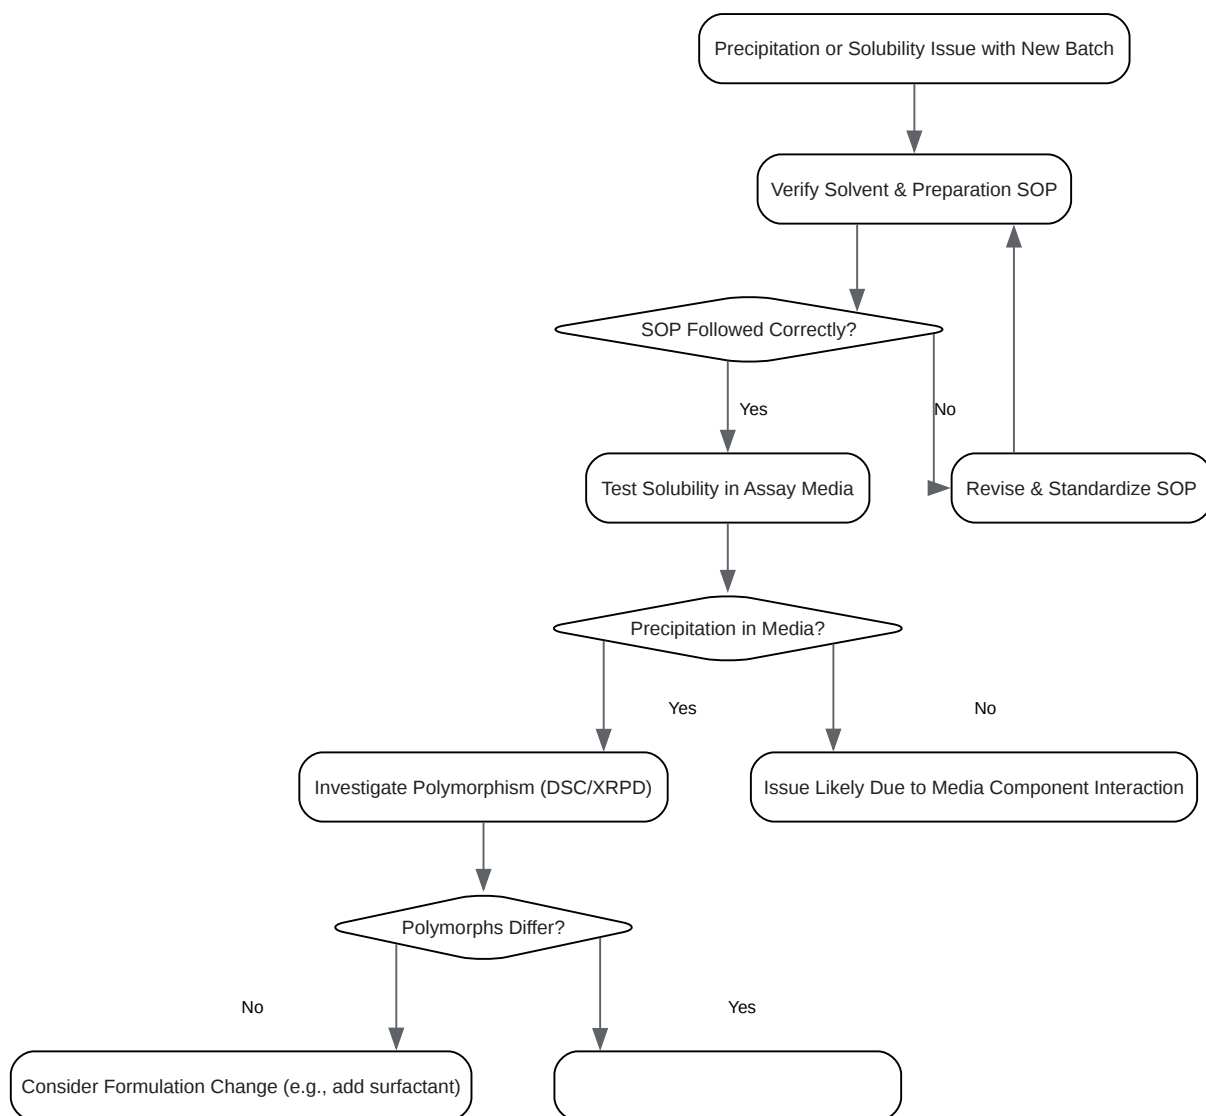 Precipitation or Solubility Issue with New Batch
Verify Solvent & Preparation SOP
SOP Followed Correctly?
Yes
No
Test Solubility in Assay Media
Revise & Standardize SOP
Precipitation in Media?
Yes
No
Investigate Polymorphism (DSC/XRPD)
Issue Likely Due to Media Component Interaction
Polymorphs Differ?
No
Yes
Consider Formulation Change (e.g., add surfactant)